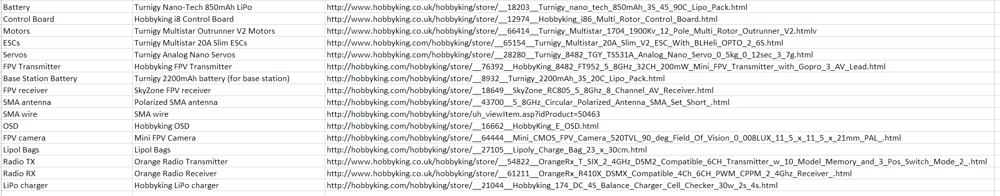 Battery Turnigy Nano-Tech 850mAh LiPo http://www.hobbyking.co.uk/hobbyking/store/__18203__Turnigy_nano_tech_850mAh_3S_45_90C_Lipo_Pack.html
Control Board Hobbyking i8 Control Board http://www.hobbyking.co.uk/hobbyking/store/__12974__Hobbyking_i86_Multi_Rotor_Control_Board.html
Motors Turnigy Multistar Outrunner V2 Motors http://www.hobbyking.co.uk/hobbyking/store/__66414__Turnigy_Multistar_1704_1900Kv_12_Pole_Multi_Rotor_Outrunner_V2.htmlv
ESCs Turnigy Multistar 20A Slim ESCs http://www.hobbyking.co.uk/hobbyking/store/__65154__Turnigy_Multistar_20A_Slim_V2_ESC_With_BLHeli_OPTO_2_6S.html
Servos Turnigy Analog Nano Servos http://www.hobbyking.co.uk/hobbyking/store/__28280__Turnigy_8482_TGY_TS531A_Analog_Nano_Servo_0_5kg_0_12sec_3_7g.html
FPV Transmitter Hobbyking FPV Transmitter http://hobbyking.com/hobbyking/store/__76392__HobbyKing_8482_FT952_5_8GHz_32CH_200mW_Mini_FPV_Transmitter_with_Gopro_3_AV_Lead.html
Base Station Battery Turnigy 2200mAh battery (for base station) http://hobbyking.com/hobbyking/store/__8932__Turnigy_2200mAh_3S_20C_Lipo_Pack.html
FPV receiver SkyZone FPV receiver http://hobbyking.com/hobbyking/store/__18649__SkyZone_RC805_5_8Ghz_8_Channel_AV_Receiver.html
SMA antenna Polarized SMA antenna http://hobbyking.com/hobbyking/store/__43700__5_8GHz_Circular_Polarized_Antenna_SMA_Set_Short_.html
SMA wire SMA wire http://hobbyking.com/hobbyking/store/uh_viewItem.asp?idProduct=50463
OSD Hobbyking OSD http://hobbyking.com/hobbyking/store/__16662__HobbyKing_E_OSD.html
FPV camera Mini FPV Camera http://hobbyking.com/hobbyking/store/__64444__Mini_CMOS_FPV_Camera_520TVL_90_deg_Field_Of_Vision_0_008LUX_11_5_x_11_5_x_21mm_PAL_.html
Lipol Bags Lipol Bags http://hobbyking.com/hobbyking/store/__27105__Lipoly_Charge_Bag_23_x_30cm.html
Radio TX Orange Radio Transmitter http://www.hobbyking.co.uk/hobbyking/store/__54822__OrangeRx_T_SIX_2_4GHz_DSM2_Compatible_6CH_Transmitter_w_10_Model_Memory_and_3_Pos_Switch_Mode_2_.html
Radio RX Orange Radio Receiver http://www.hobbyking.co.uk/hobbyking/store/__61211__OrangeRx_R410X_DSMX_Compatible_4Ch_6CH_PWM_CPPM_2_4Ghz_Receiver_.html
LiPo charger Hobbyking LiPo charger http://hobbyking.com/hobbyking/store/__21044__Hobbyking_174_DC_4S_Balance_Charger_Cell_Checker_30w_2s_4s.html